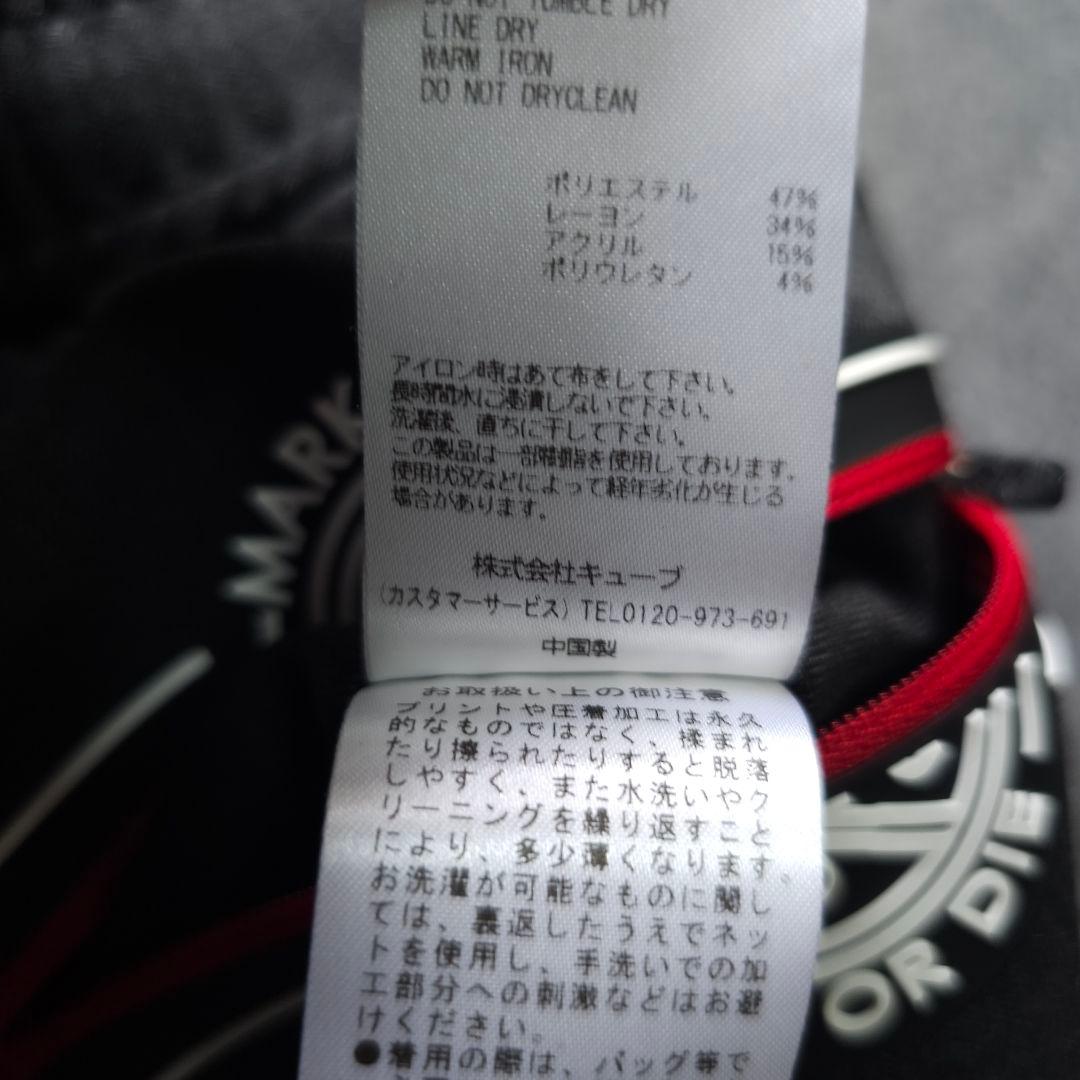 DO NOT TUMBLE DRY
LINE DRY
WARM IRON
DO NOT DRYCLEAN
ポリエステル 47%
レーヨン 34%
アクリル 15%
ポリウレタン 4%
アイロン時はあて布をして下さい。
長時間水に浸漬しないで下さい。
洗濯後、直ちに干して下さい。
この製品は一部樹脂を使用しております。
使用状況などによって経年劣化が生じる
場合があります。
株式会社キューブ
(カスタマーサービス) TEL0120-973-691
中国製
お取扱い上の御注意
プリントや圧着加工は永久
的なものではなく、揉まれ
たり擦られたりすると脱落
しやすく、また水洗いやク
リーニングを繰り返すこと
により、多少薄くなります。
お洗濯が可能なものに関し
ては、裏返したうえでネッ
トを使用し、手洗いでの加
工部分への刺激などはお避
けください。
●着用の際は、バッグ等で
MARK
OR DIE